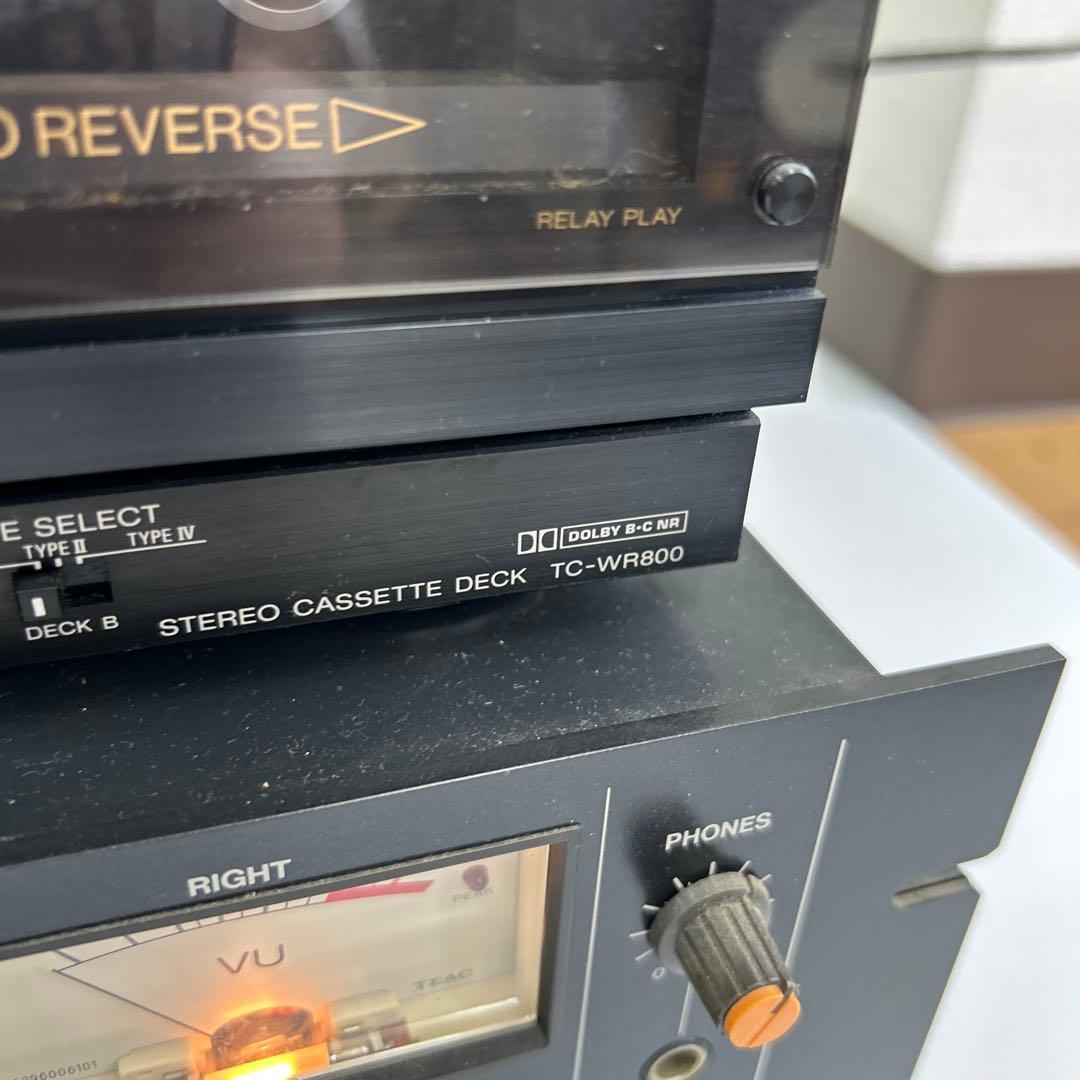 REVERSE
RELAY PLAY
SELECT
TYPE II TYPE IV
DOLBY B·C NR
DECK B
STEREO CASSETTE DECK TC-WR800
PHONES
RIGHT
PEAK
VU
TEAC
0